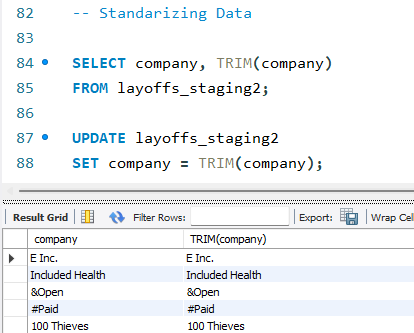 82 -- Standarizing Data
83
84 SELECT company, TRIM(company)
85 FROM layoffs_staging2;
86
87 UPDATE layoffs_staging2
88 SET company = TRIM(company);
Result Grid Filter Rows: Export: Wrap Cel
company TRIM(company)
E Inc. E Inc.
Included Health Included Health
&Open &Open
#Paid #Paid
100 Thieves 100 Thieves